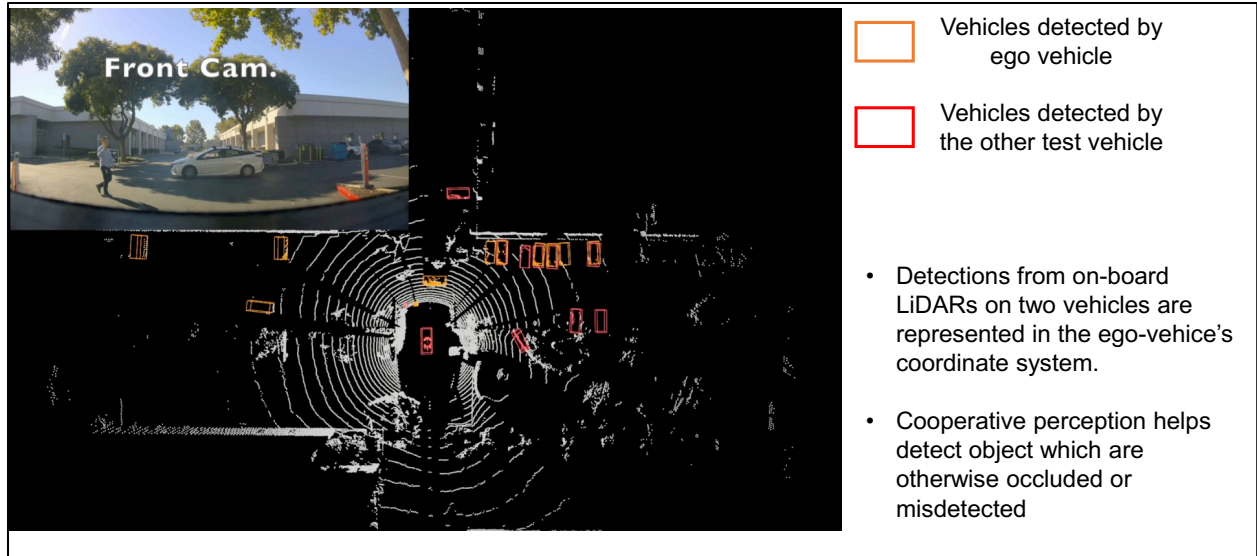 Front Cam.
Vehicles detected by
ego vehicle
Vehicles detected by
the other test vehicle
• Detections from on-board
LiDARs on two vehicles are
represented in the ego-vehice's
coordinate system.
• Cooperative perception helps
detect object which are
otherwise occluded or
misdetected